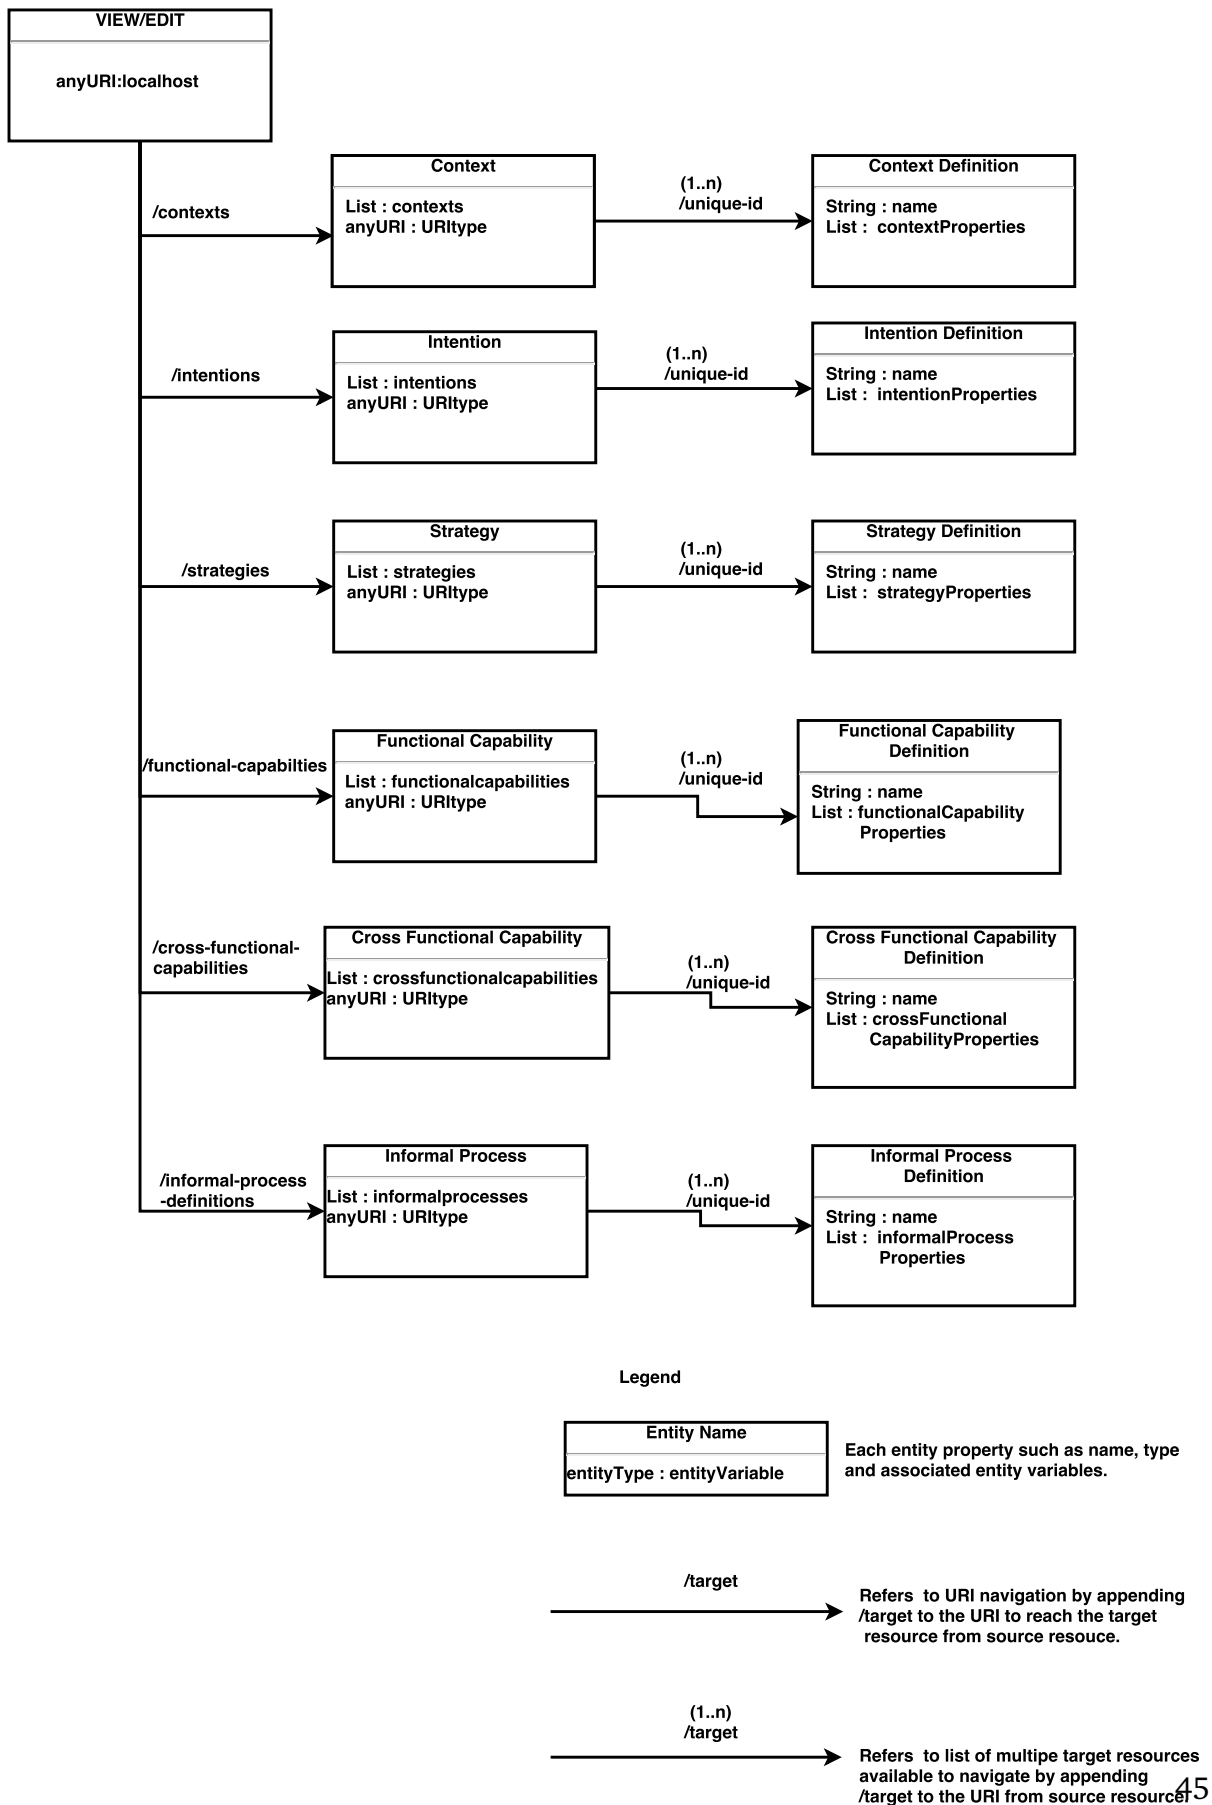 VIEW/EDIT
anyURI:localhost
/contexts
Context
List : contexts
anyURI : URItype
(1..n)
/unique-id
Context Definition
String : name
List :  contextProperties
/intentions
Intention
List : intentions
anyURI : URItype
(1..n)
/unique-id
Intention Definition
String : name
List :  intentionProperties
/strategies
Strategy
List : strategies
anyURI : URItype
(1..n)
/unique-id
Strategy Definition
String : name
List :  strategyProperties
/functional-capabilties
Functional Capability
List : functionalcapabilities
anyURI : URItype
(1..n)
/unique-id
Functional Capability
Definition
String : name
List : functionalCapability
Properties
/cross-functional-
capabilities
Cross Functional Capability
List : crossfunctionalcapabilities
anyURI : URItype
(1..n)
/unique-id
Cross Functional Capability
Definition
String : name
List : crossFunctional
CapabilityProperties
/informal-process
-definitions
Informal Process
List : informalprocesses
anyURI : URItype
(1..n)
/unique-id
Informal Process
Definition
String : name
List :  informalProcess
Properties
Legend
Entity Name
entityType : entityVariable
Each entity property such as name, type
and associated entity variables.
/target
Refers  to URI navigation by appending
/target to the URI to reach the target
resource from source resouce.
(1..n)
/target
Refers  to list of multipe target resources
available to navigate by appending
/target to the URI from source resource.
45